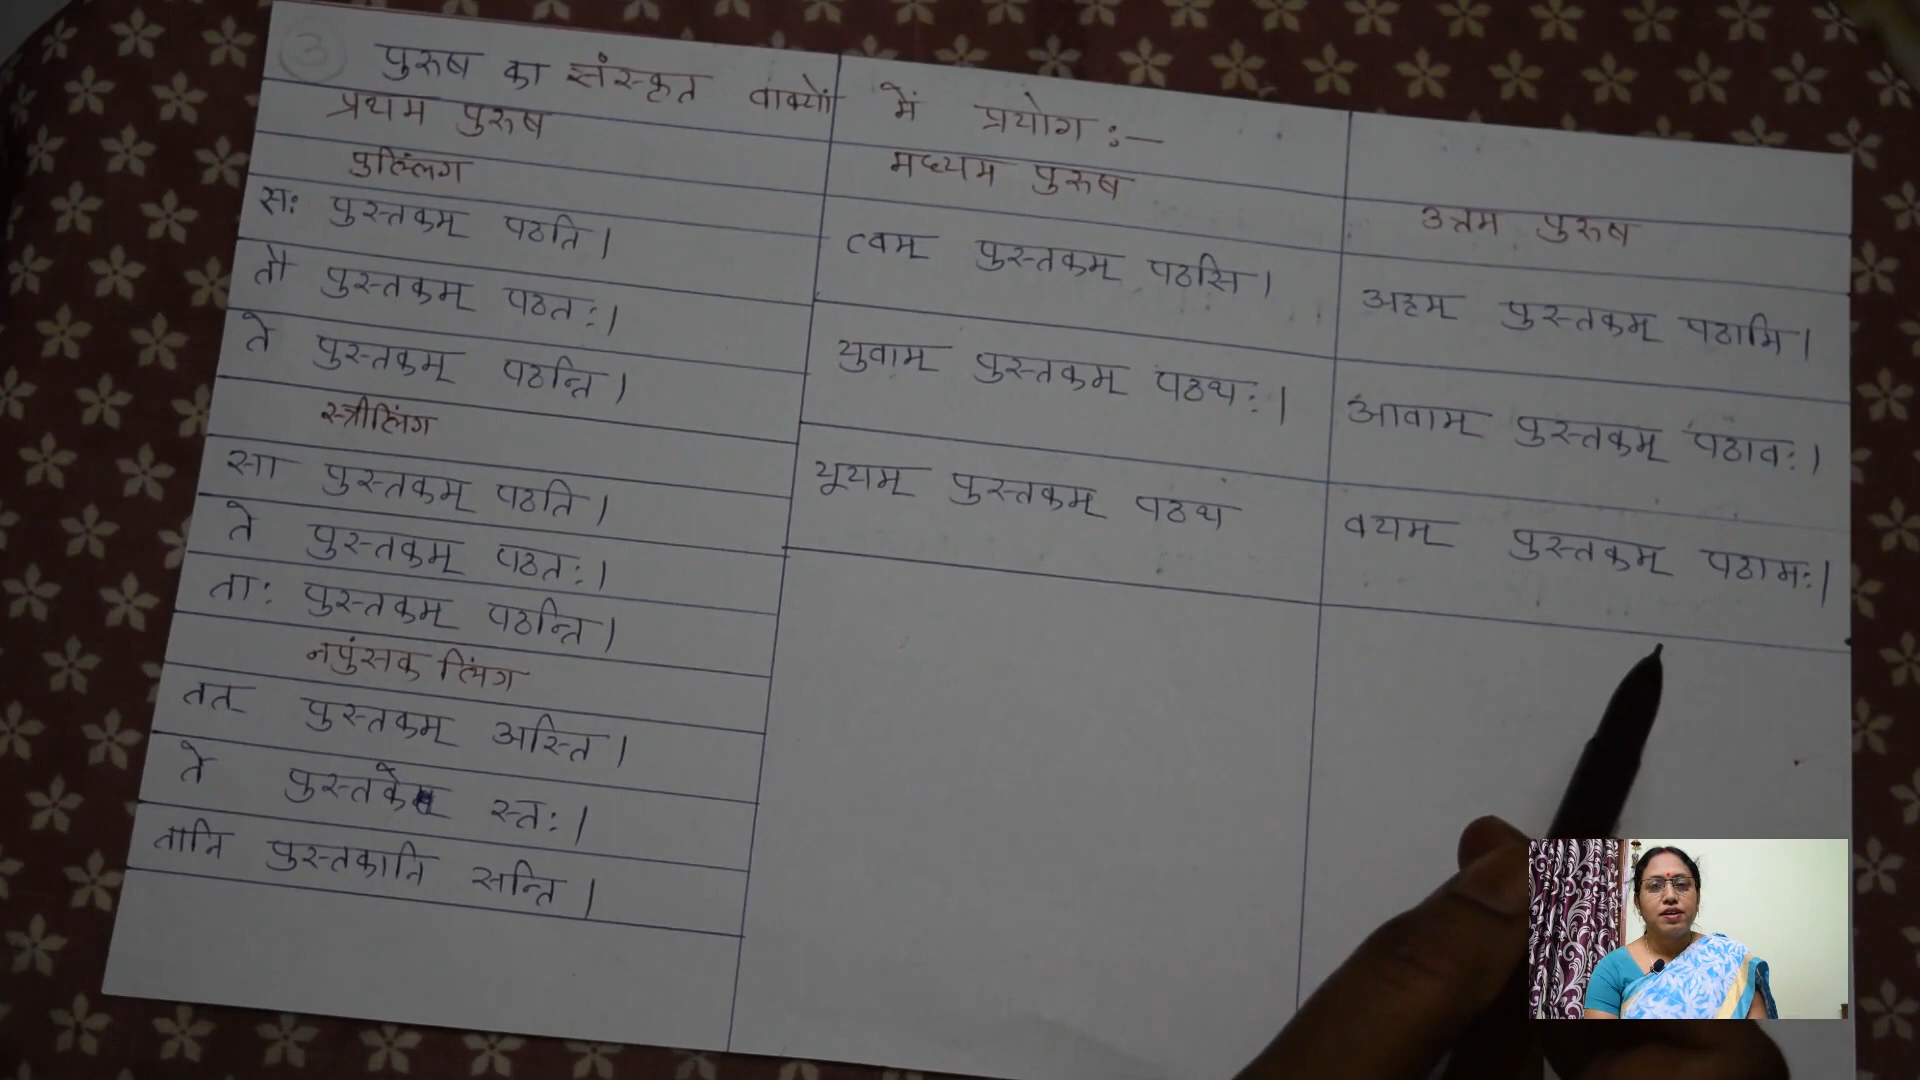 3
पुरुष का संस्कृत वाक्यों में प्रयोग :—
प्रथम पुरुष
पुल्लिंग
सः पुस्तकम् पठति।
तौ पुस्तकम् पठतः।
ते पुस्तकम् पठन्ति।
स्त्रीलिंग
सा पुस्तकम् पठति।
ते पुस्तकम् पठतः।
ताः पुस्तकम् पठन्ति।
नपुंसक लिंग
तत् पुस्तकम् अस्ति।
ते पुस्तके स्तः।
तानि पुस्तकानि सन्ति।
मध्यम पुरुष
त्वम् पुस्तकम् पठसि।
युवाम् पुस्तकम् पठथः।
यूयम् पुस्तकम् पठथ
उत्तम पुरुष
अहम् पुस्तकम् पठामि।
आवाम् पुस्तकम् पठावः।
वयम् पुस्तकम् पठामः।